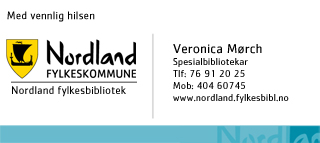 Med vennlig hilsen
Nordland
FYLKESKOMMUNE
Nordland fylkesbibliotek
Veronica Mørch
Spesialbibliotekar
Tlf: 76 91 20 25
Mob: 404 60745
www.nordland.fylkesbibl.no
Nordland